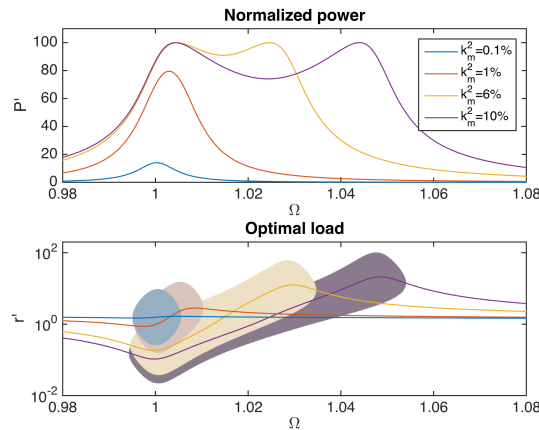 Normalized power
P'
100
80
60
40
20
0
k_m^2=0.1%
k_m^2=1%
k_m^2=6%
k_m^2=10%
0.98 1 1.02 1.04 1.06 1.08
Ω
Optimal load
r'
10^2
10^0
10^-2
0.98 1 1.02 1.04 1.06 1.08
Ω